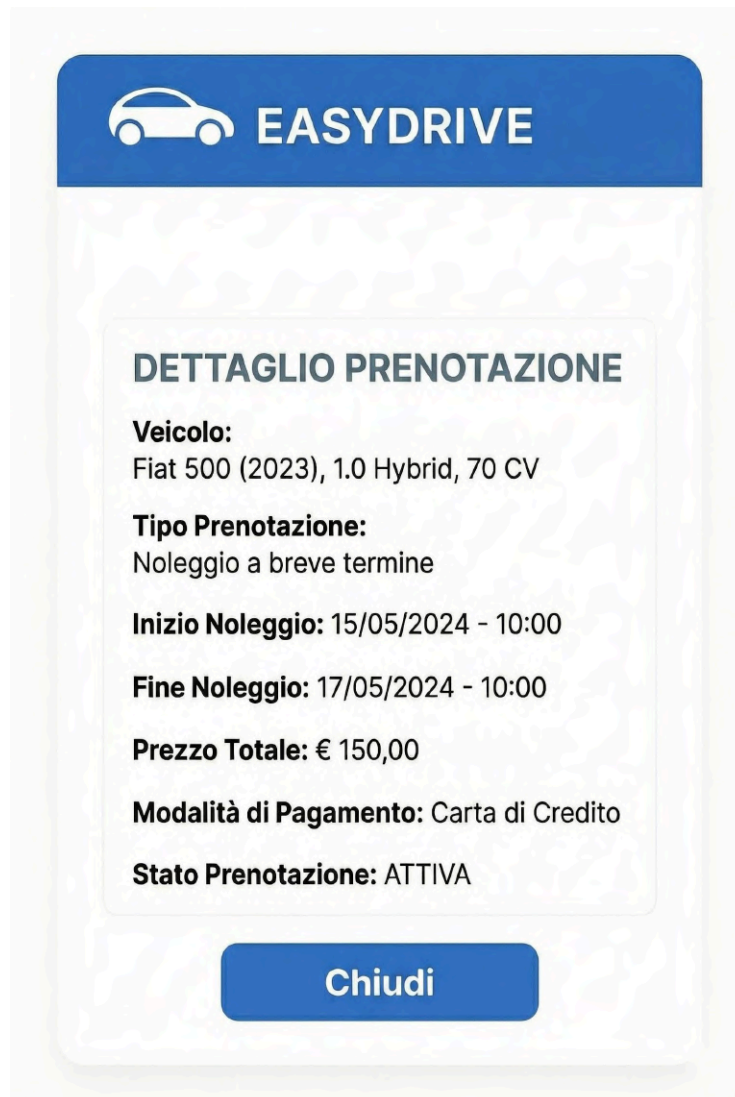 EASYDRIVE
DETTAGLIO PRENOTAZIONE
Veicolo:
Fiat 500 (2023), 1.0 Hybrid, 70 CV
Tipo Prenotazione:
Noleggio a breve termine
Inizio Noleggio: 15/05/2024 - 10:00
Fine Noleggio: 17/05/2024 - 10:00
Prezzo Totale: € 150,00
Modalità di Pagamento: Carta di Credito
Stato Prenotazione: ATTIVA
Chiudi